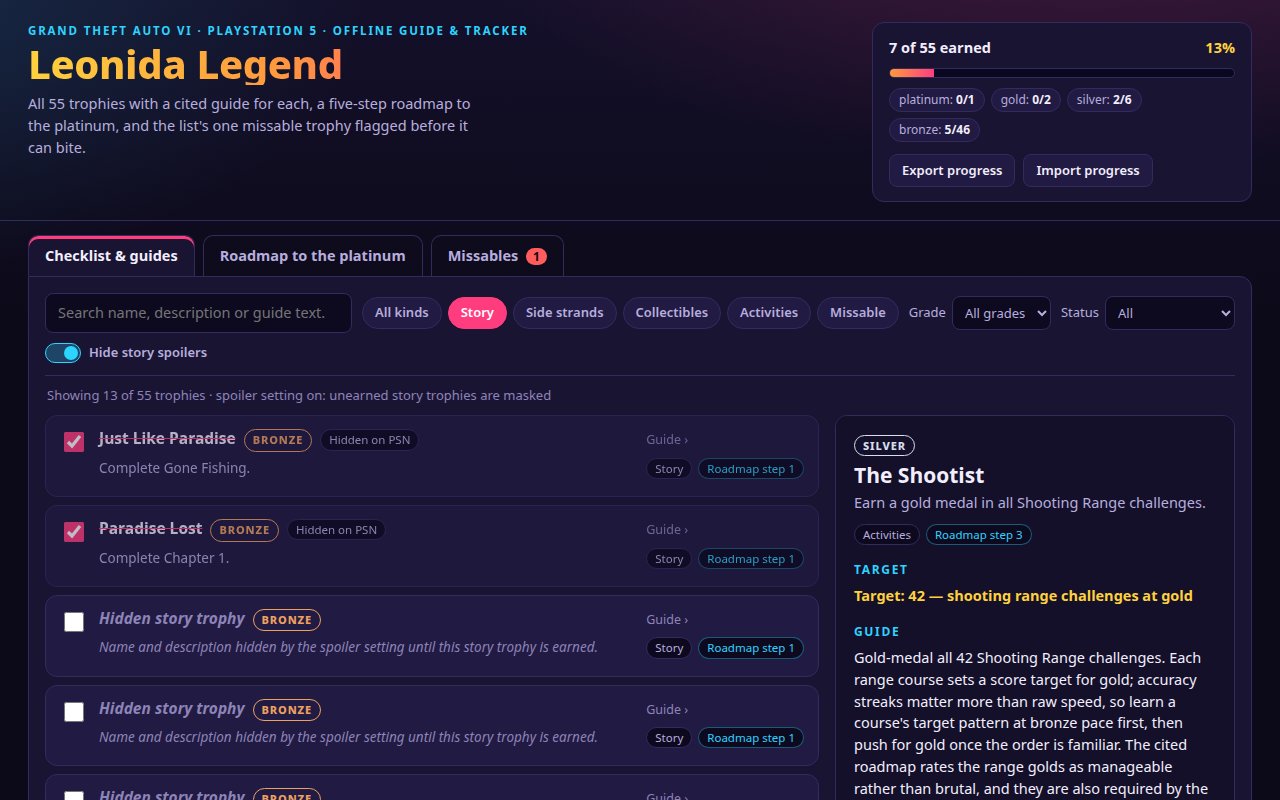 GRAND THEFT AUTO VI · PLAYSTATION 5 · OFFLINE GUIDE & TRACKER
Leonida Legend
All 55 trophies with a cited guide for each, a five-step roadmap to
the platinum, and the list's one missable trophy flagged before it
can bite.
7 of 55 earned 13%
platinum: 0/1 gold: 0/2 silver: 2/6
bronze: 5/46
Export progress Import progress
Checklist & guides Roadmap to the platinum Missables 1
Search name, description or guide text. All kinds Story Side strands Collectibles Activities Missable Grade All grades Status All
Hide story spoilers
Showing 13 of 55 trophies · spoiler setting on: unearned story trophies are masked
Just Like Paradise BRONZE Hidden on PSN Guide ›
Complete Gone Fishing. Story Roadmap step 1
Paradise Lost BRONZE Hidden on PSN Guide ›
Complete Chapter 1. Story Roadmap step 1
Hidden story trophy BRONZE Guide ›
Name and description hidden by the spoiler setting until this story trophy is earned. Story Roadmap step 1
Hidden story trophy BRONZE Guide ›
Name and description hidden by the spoiler setting until this story trophy is earned. Story Roadmap step 1
Hidden story trophy BRONZE Guide ›
SILVER
The Shootist
Earn a gold medal in all Shooting Range challenges.
Activities Roadmap step 3
TARGET
Target: 42 — shooting range challenges at gold
GUIDE
Gold-medal all 42 Shooting Range challenges. Each
range course sets a score target for gold; accuracy
streaks matter more than raw speed, so learn a
course's target pattern at bronze pace first, then
push for gold once the order is familiar. The cited
roadmap rates the range golds as manageable
rather than brutal, and they are also required by the